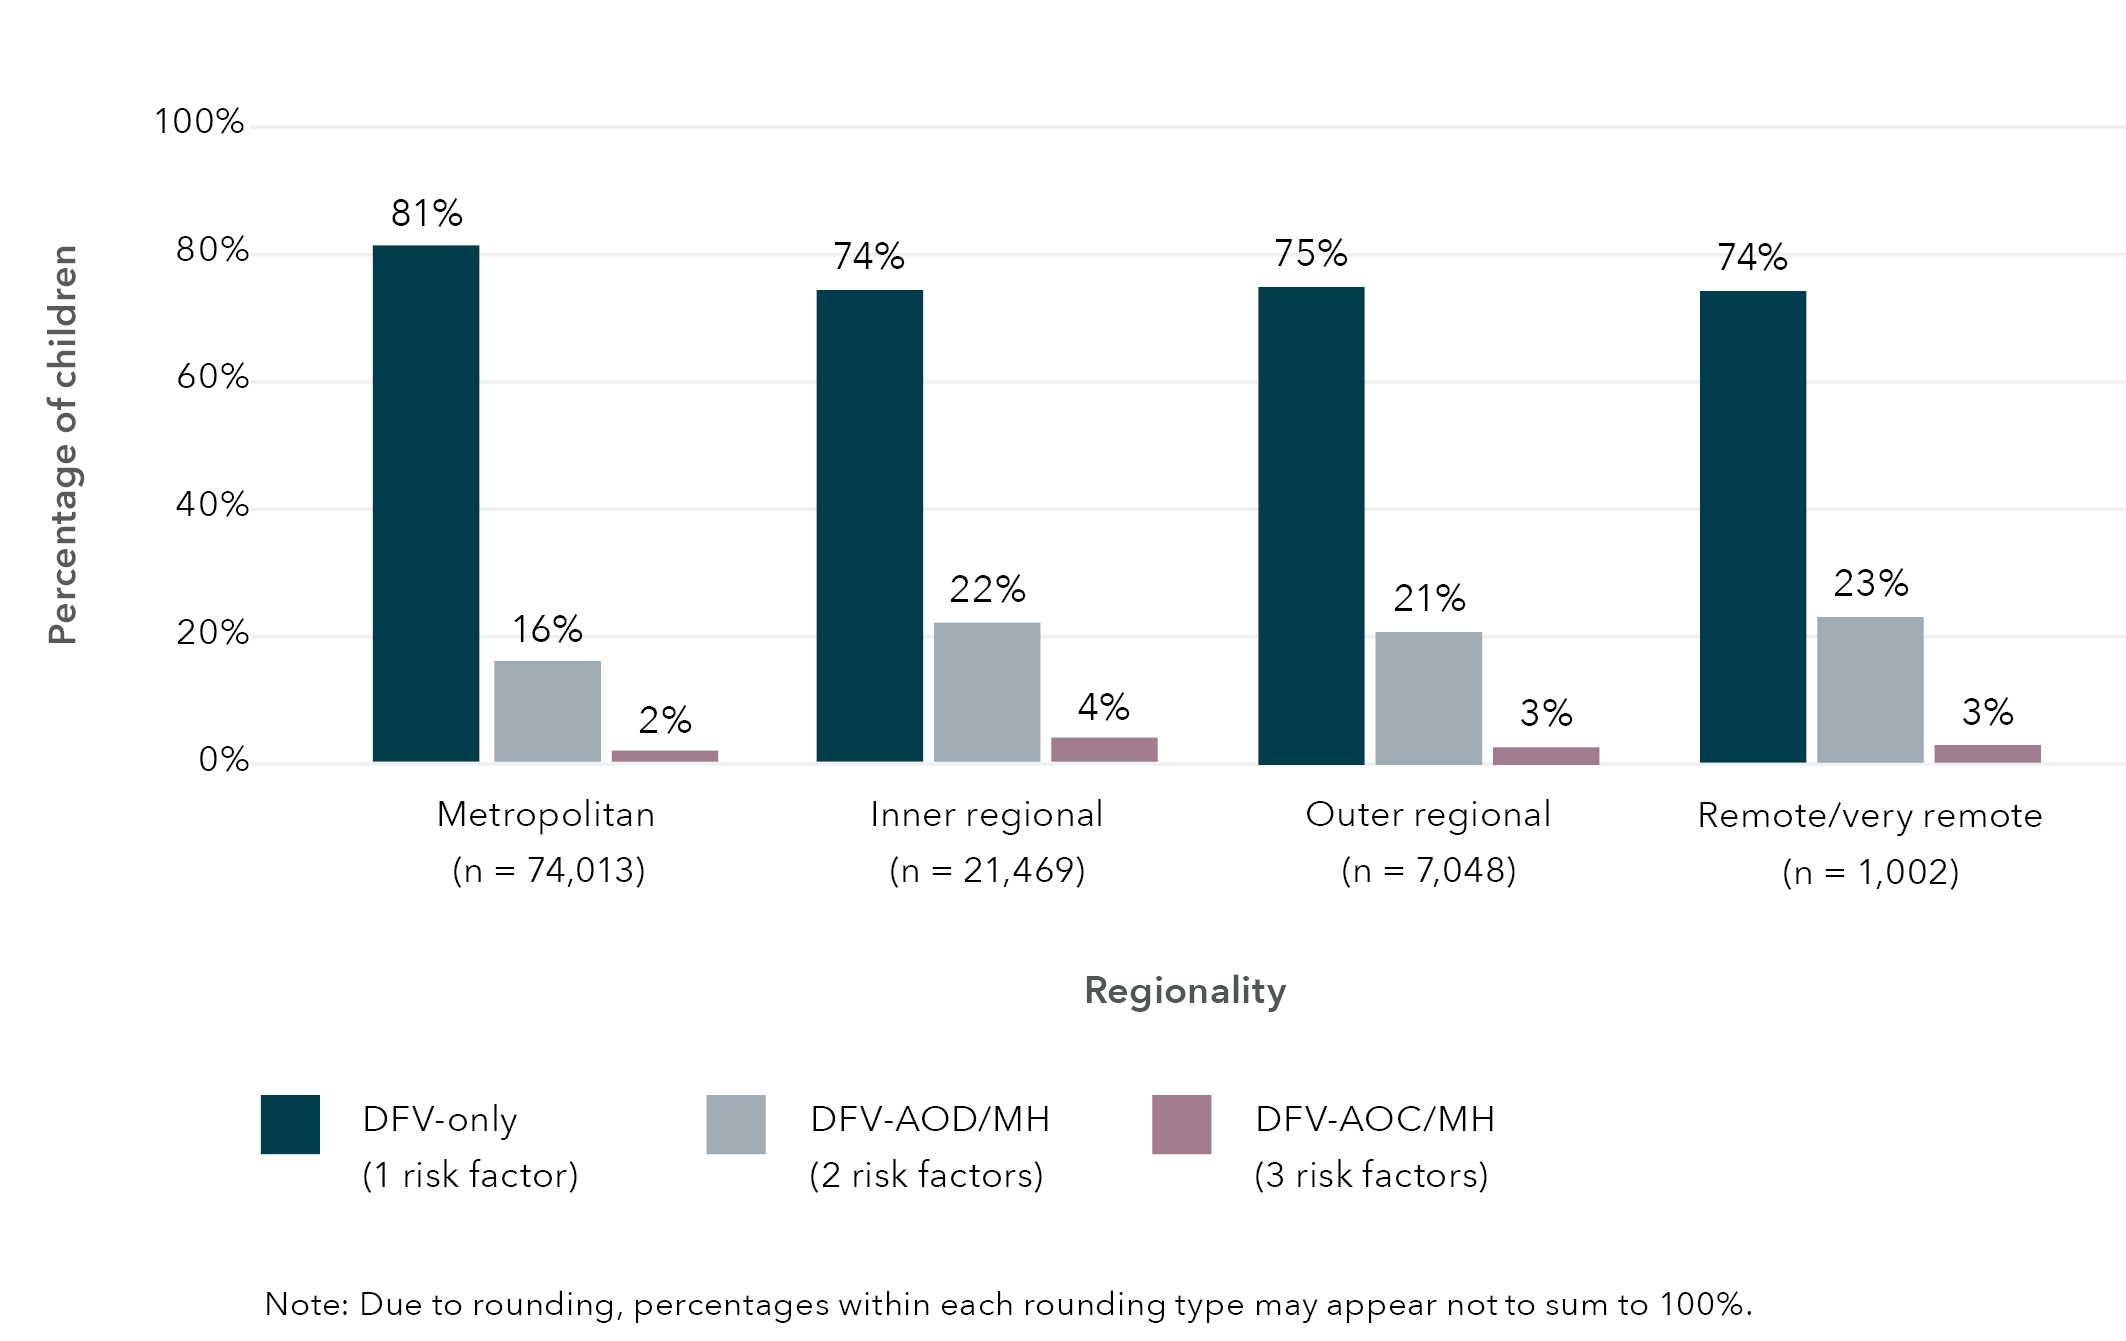 Percentage of children
100%
80%
60%
40%
20%
0%
81%
16%
2%
74%
22%
4%
75%
21%
3%
74%
23%
3%
Metropolitan
(n = 74,013)
Inner regional
(n = 21,469)
Outer regional
(n = 7,048)
Remote/very remote
(n = 1,002)
Regionality
DFV-only
(1 risk factor)
DFV-AOD/MH
(2 risk factors)
DFV-AOC/MH
(3 risk factors)
Note: Due to rounding, percentages within each rounding type may appear not to sum to 100%.